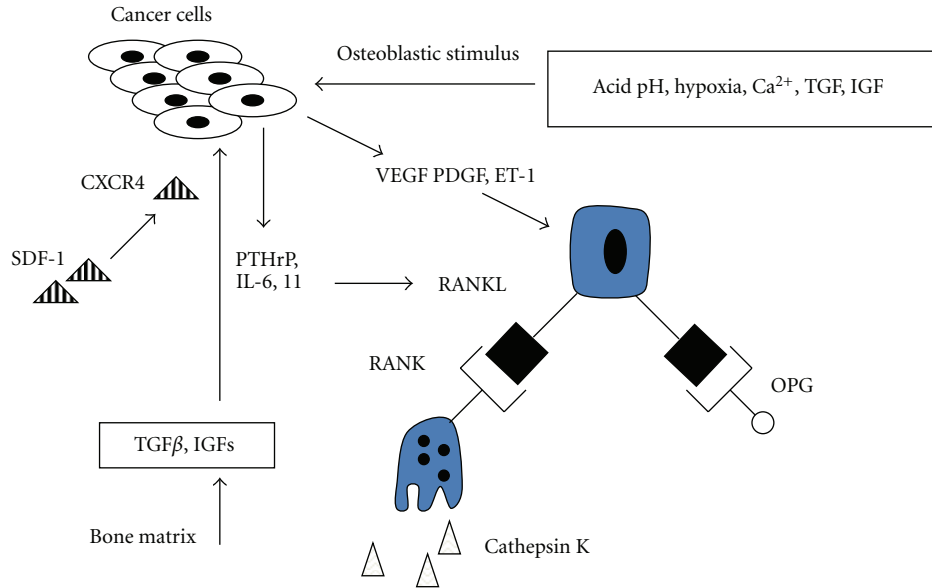 Cancer cells
Osteoblastic stimulus
Acid pH, hypoxia, Ca²⁺, TGF, IGF
CXCR4
VEGF PDGF, ET-1
SDF-1
PTHrP,
IL-6, 11
RANKL
RANK
OPG
TGFβ, IGFs
Bone matrix
Cathepsin K